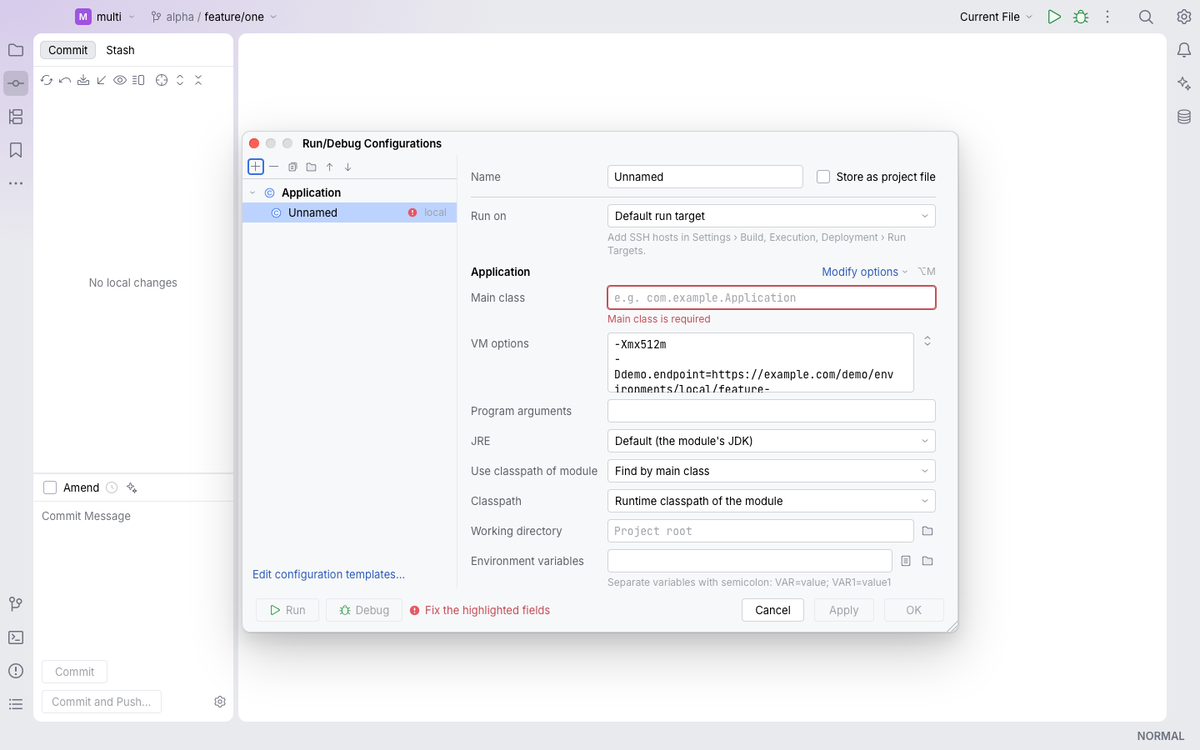 M multi
alpha / feature/one
Current File
Commit
Stash
No local changes
Amend
Commit Message
Commit
Commit and Push...
Run/Debug Configurations
Application
Unnamed
local
Edit configuration templates...
Name
Unnamed
Store as project file
Run on
Default run target
Add SSH hosts in Settings › Build, Execution, Deployment › Run
Targets.
Application
Modify options
⌥M
Main class
e.g. com.example.Application
Main class is required
VM options
-Xmx512m
-
Ddemo.endpoint=https://example.com/demo/env
ironments/local/feature-
Program arguments
JRE
Default (the module's JDK)
Use classpath of module
Find by main class
Classpath
Runtime classpath of the module
Working directory
Project root
Environment variables
Separate variables with semicolon: VAR=value; VAR1=value1
Run
Debug
Fix the highlighted fields
Cancel
Apply
OK
NORMAL